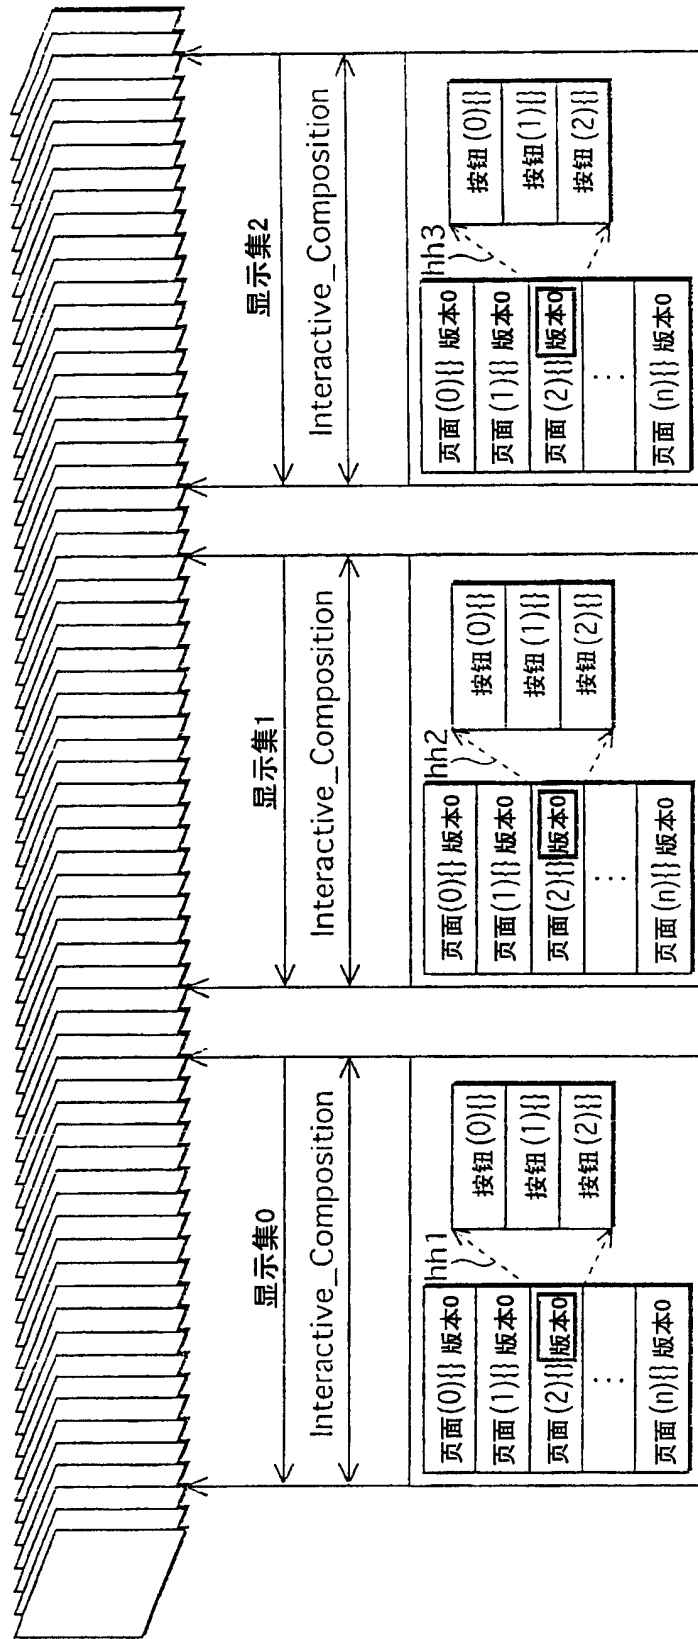 显示集0
Interactive_Composition
页面(0){} 版本0
页面(1){} 版本0
页面(2){} 版本0
⋮
页面(n){} 版本0
hh1
按钮(0){}
按钮(1){}
按钮(2){}
显示集1
Interactive_Composition
页面(0){} 版本0
页面(1){} 版本0
页面(2){} 版本0
⋮
页面(n){} 版本0
hh2
按钮(0){}
按钮(1){}
按钮(2){}
显示集2
Interactive_Composition
页面(0){} 版本0
页面(1){} 版本0
页面(2){} 版本0
⋮
页面(n){} 版本0
hh3
按钮(0){}
按钮(1){}
按钮(2){}